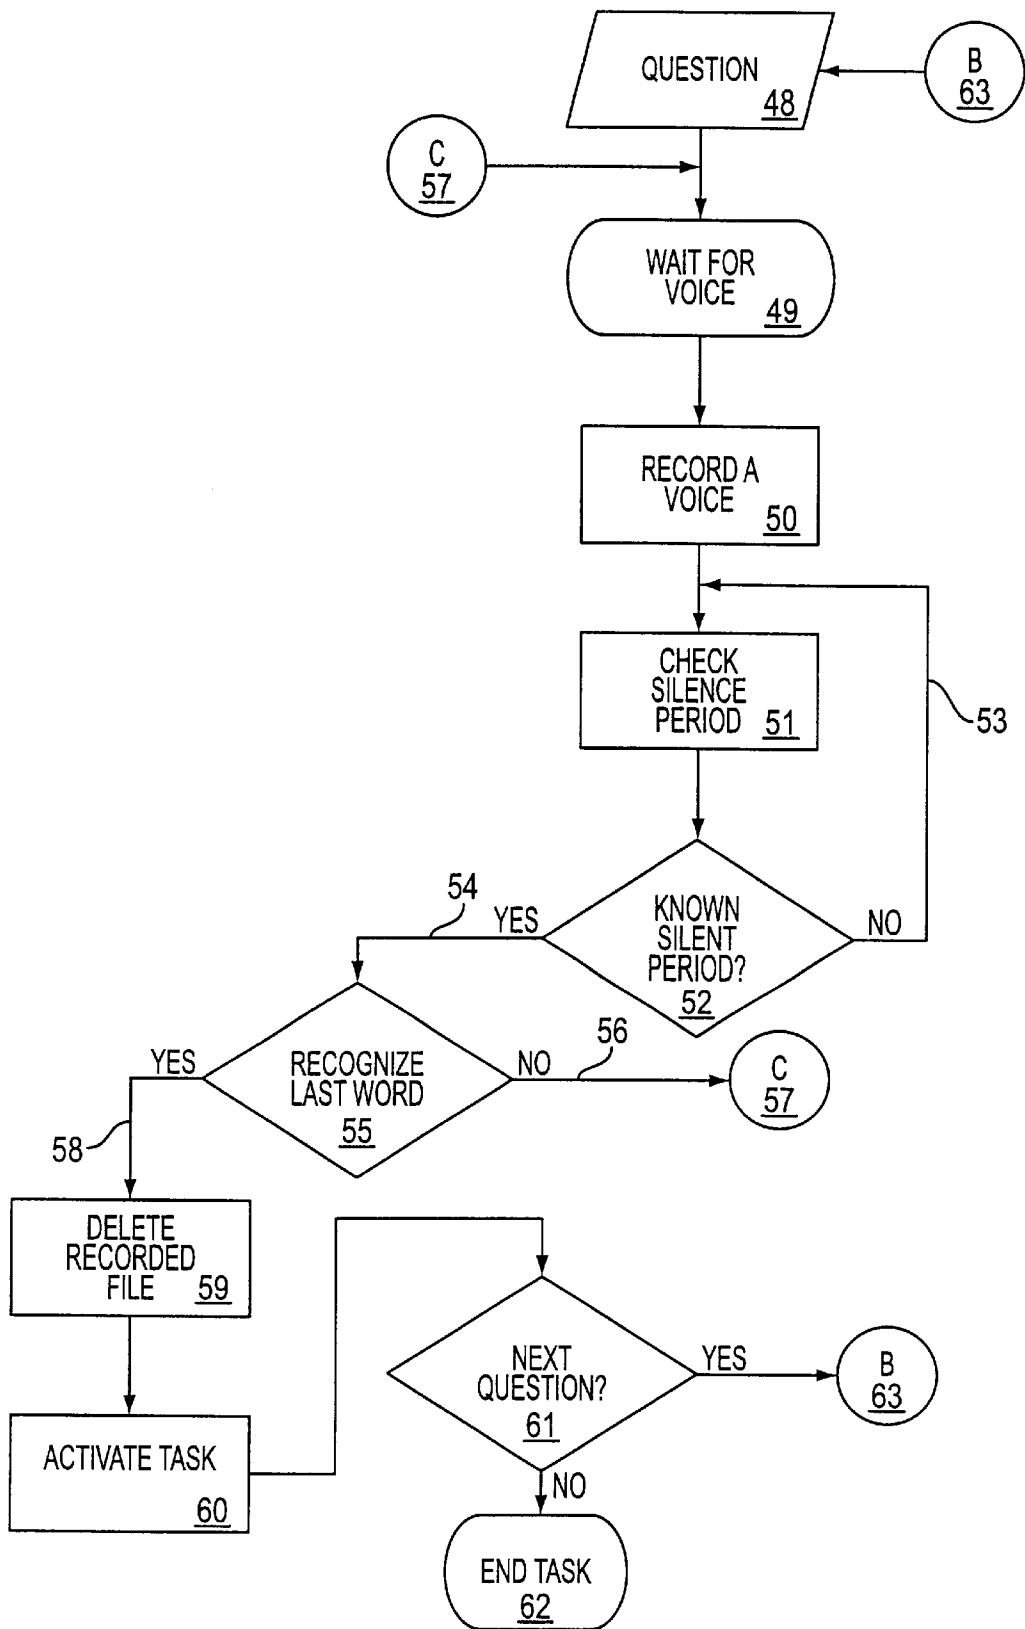 QUESTION
48
B
63
C
57
WAIT FOR
VOICE
49
RECORD A
VOICE
50
CHECK
SILENCE
PERIOD
51
53
54
YES
KNOWN
SILENT
PERIOD?
52
NO
YES
RECOGNIZE
LAST WORD
55
NO
56
C
57
58
DELETE
RECORDED
FILE
59
NEXT
QUESTION?
61
YES
B
63
ACTIVATE TASK
60
NO
END TASK
62